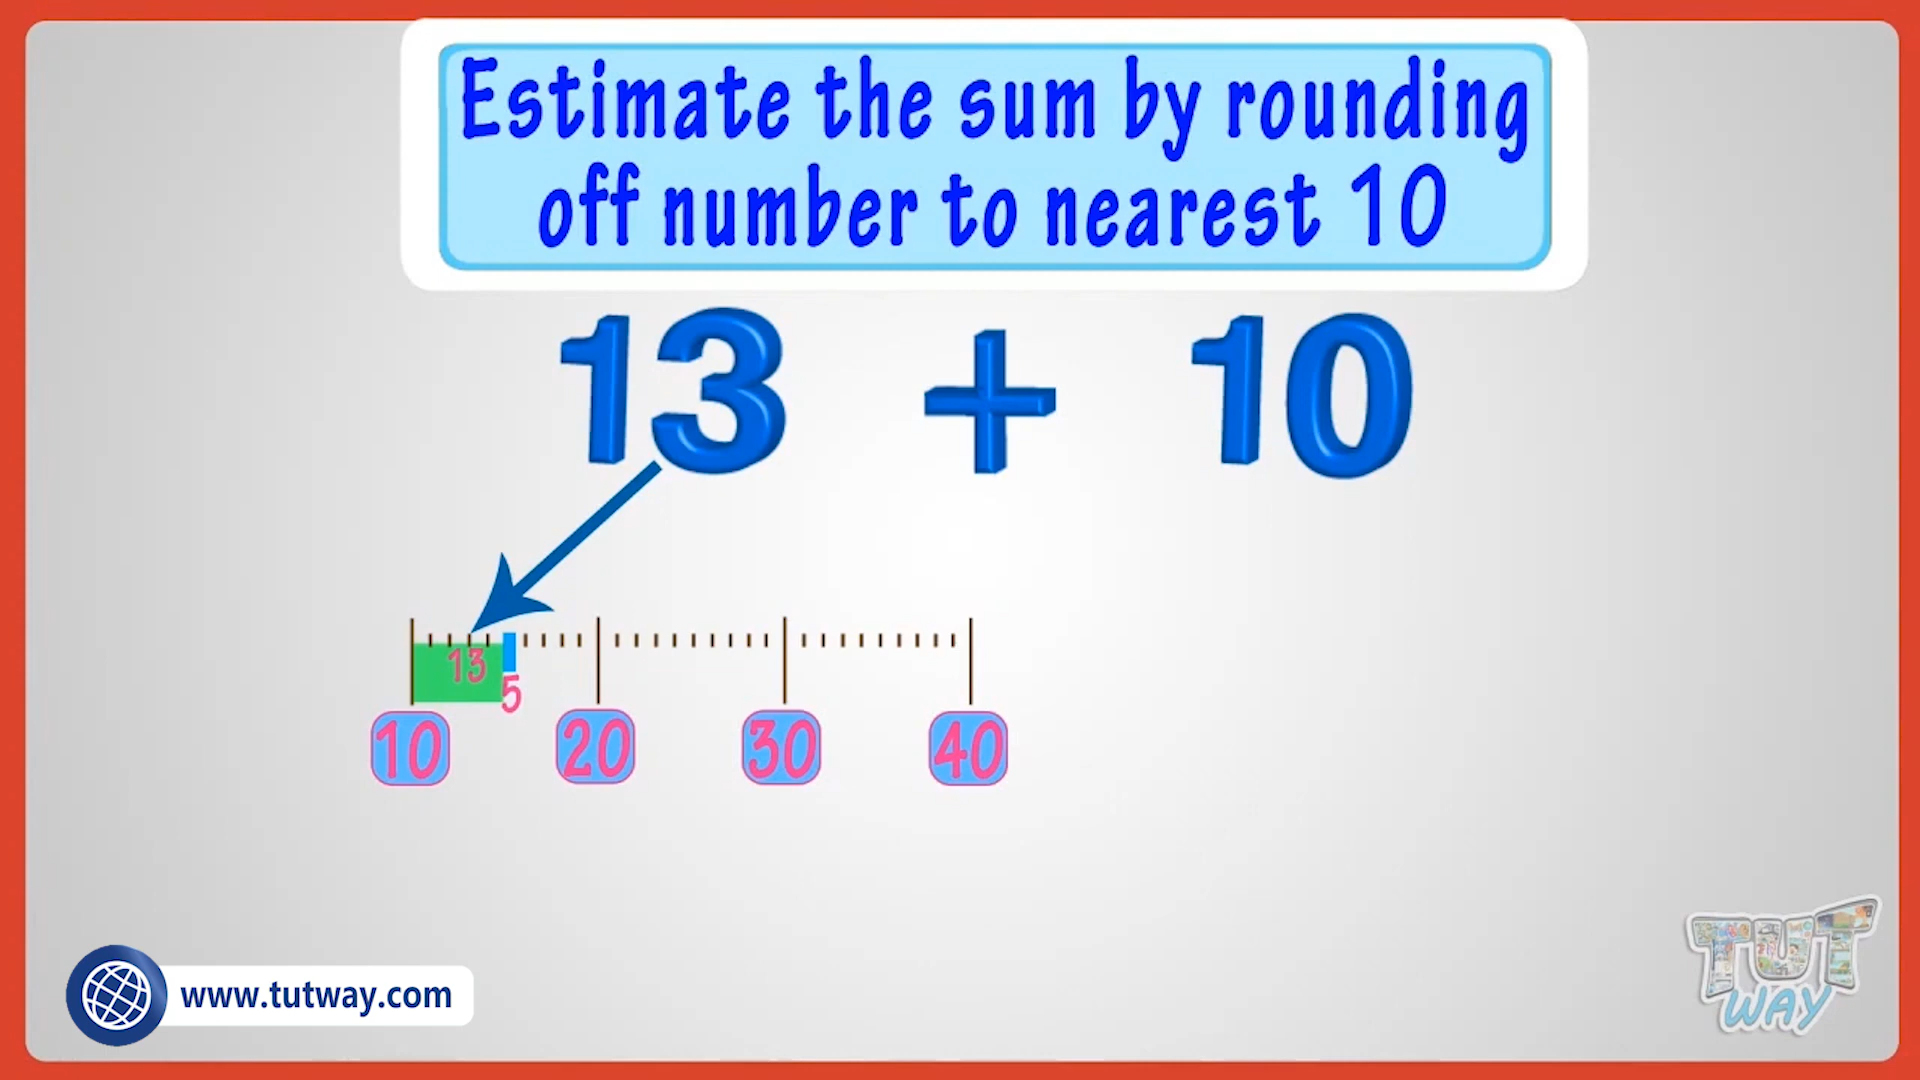 Estimate the sum by rounding
off number to nearest 10
13 + 10
13
5
10 20 30 40
www.tutway.com
TUT
WAY